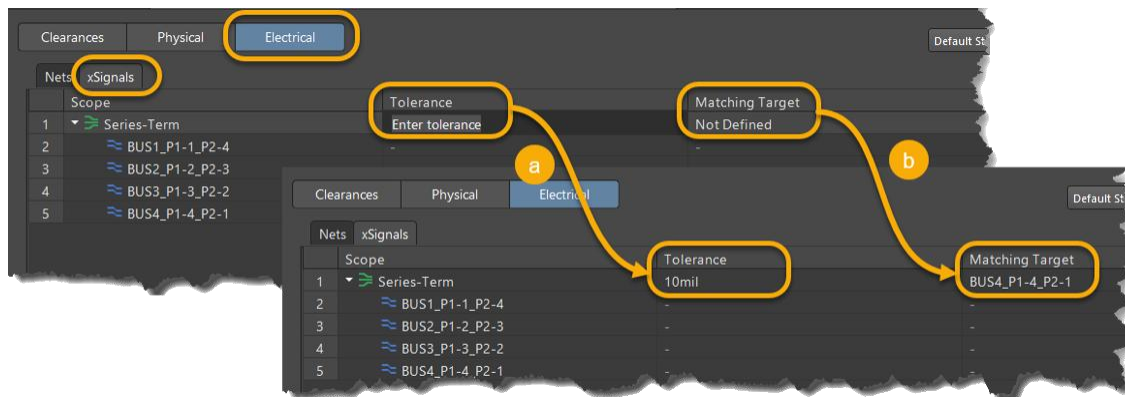 Clearances Physical Electrical Default St
Nets xSignals
Scope Tolerance Matching Target
1 Series-Term Enter tolerance Not Defined
2 BUS1_P1-1_P2-4 - -
3 BUS2_P1-2_P2-3
4 BUS3_P1-3_P2-2
5 BUS4_P1-4_P2-1
a
b
Clearances Physical Electrical Default St
Nets xSignals
Scope Tolerance Matching Target
1 Series-Term 10mil BUS4_P1-4_P2-1
2 BUS1_P1-1_P2-4 - -
3 BUS2_P1-2_P2-3 - -
4 BUS3_P1-3_P2-2 - -
5 BUS4_P1-4_P2-1 - -